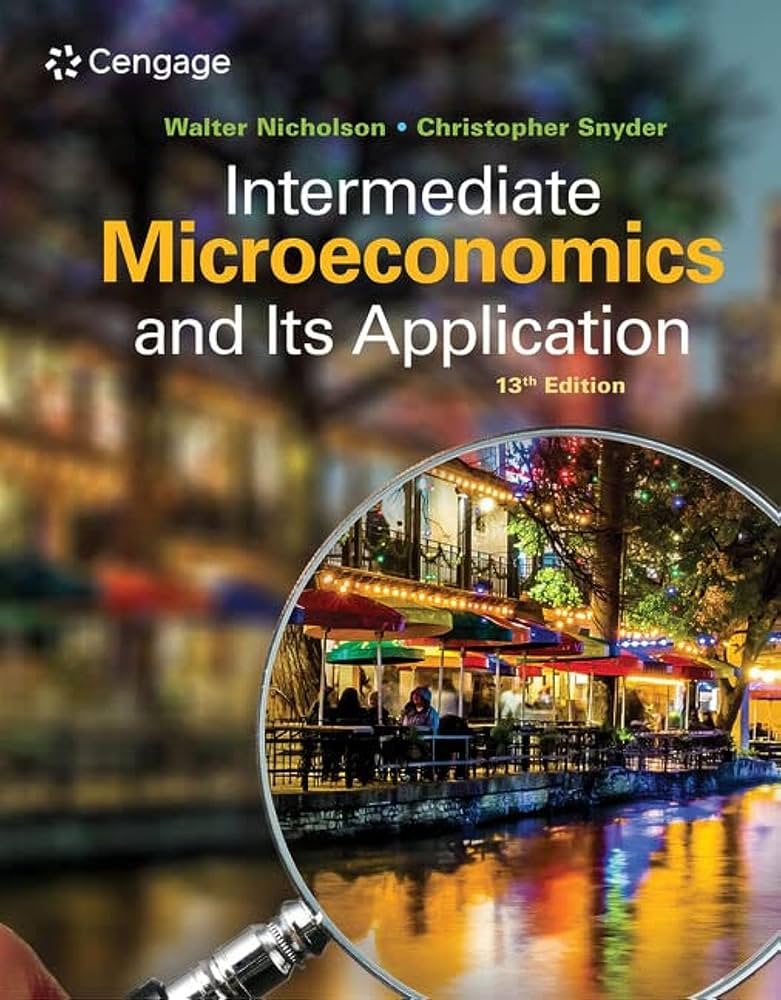 Cengage
Walter Nicholson • Christopher Snyder
Intermediate
Microeconomics
and Its Application
13th Edition